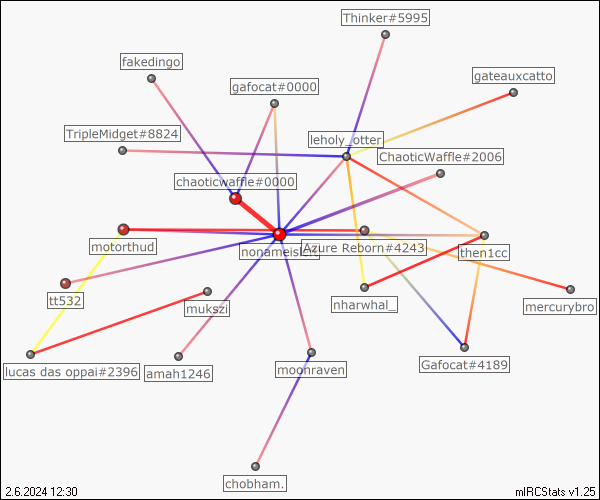 Thinker#5995
fakedingo
gateauxcatto
gafocat#0000
TripleMidget#8824
leholy_otter
ChaoticWaffle#2006
chaoticwaffle#0000
motorthud
Azure Reborn#4243
then1cc
tt532
mukszi
nharwhal_
mercurybro
lucas das oppai#2396
amah1246
moonraven
Gafocat#4189
chobham.
2.6.2024 12:30
mIRCStats v1.25